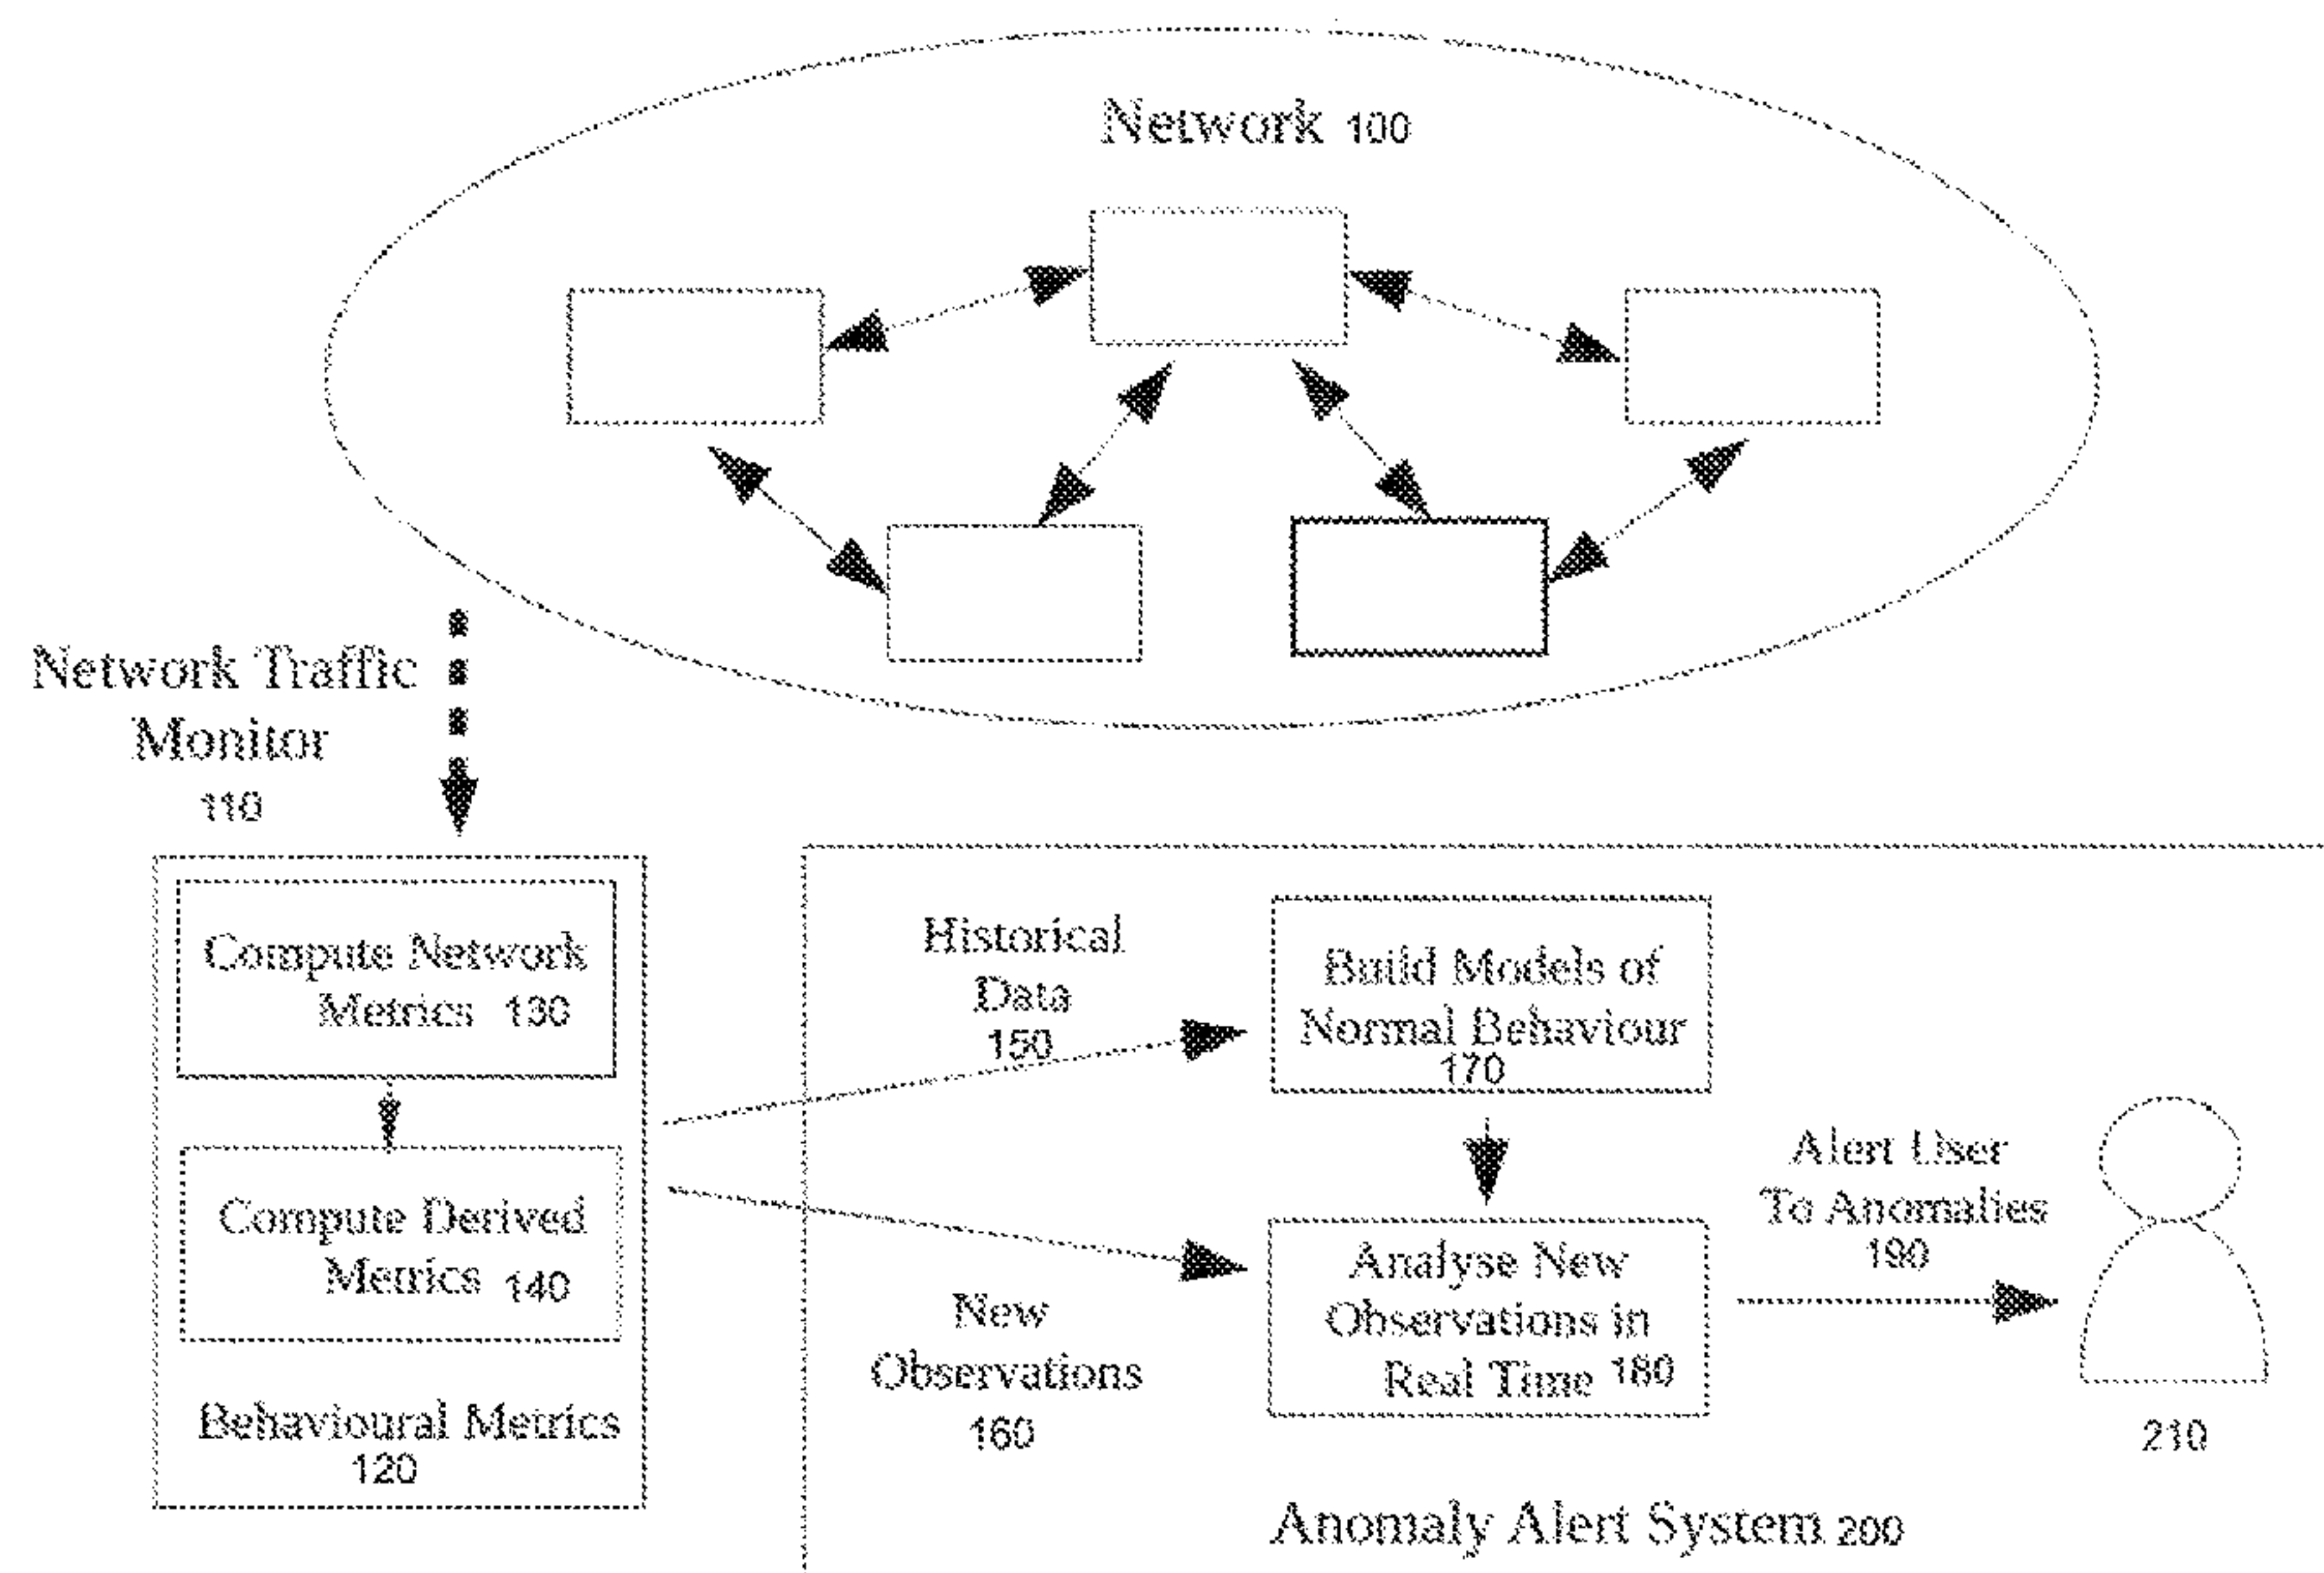 Network 100
Network Traffic
Monitor
110
Compute Network
Metrics 130
Compute Derived
Metrics 140
Behavioural Metrics
120
Historical
Data
150
New
Observations
160
Build Models of
Normal Behaviour
170
Analyse New
Observations in
Real Time 180
Alert User
To Anomalies
190
210
Anomaly Alert System 200